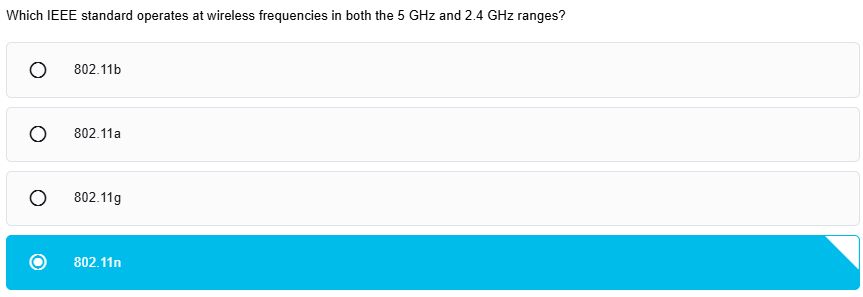 Which IEEE standard operates at wireless frequencies in both the 5 GHz and 2.4 GHz ranges?
802.11b
802.11a
802.11g
802.11n